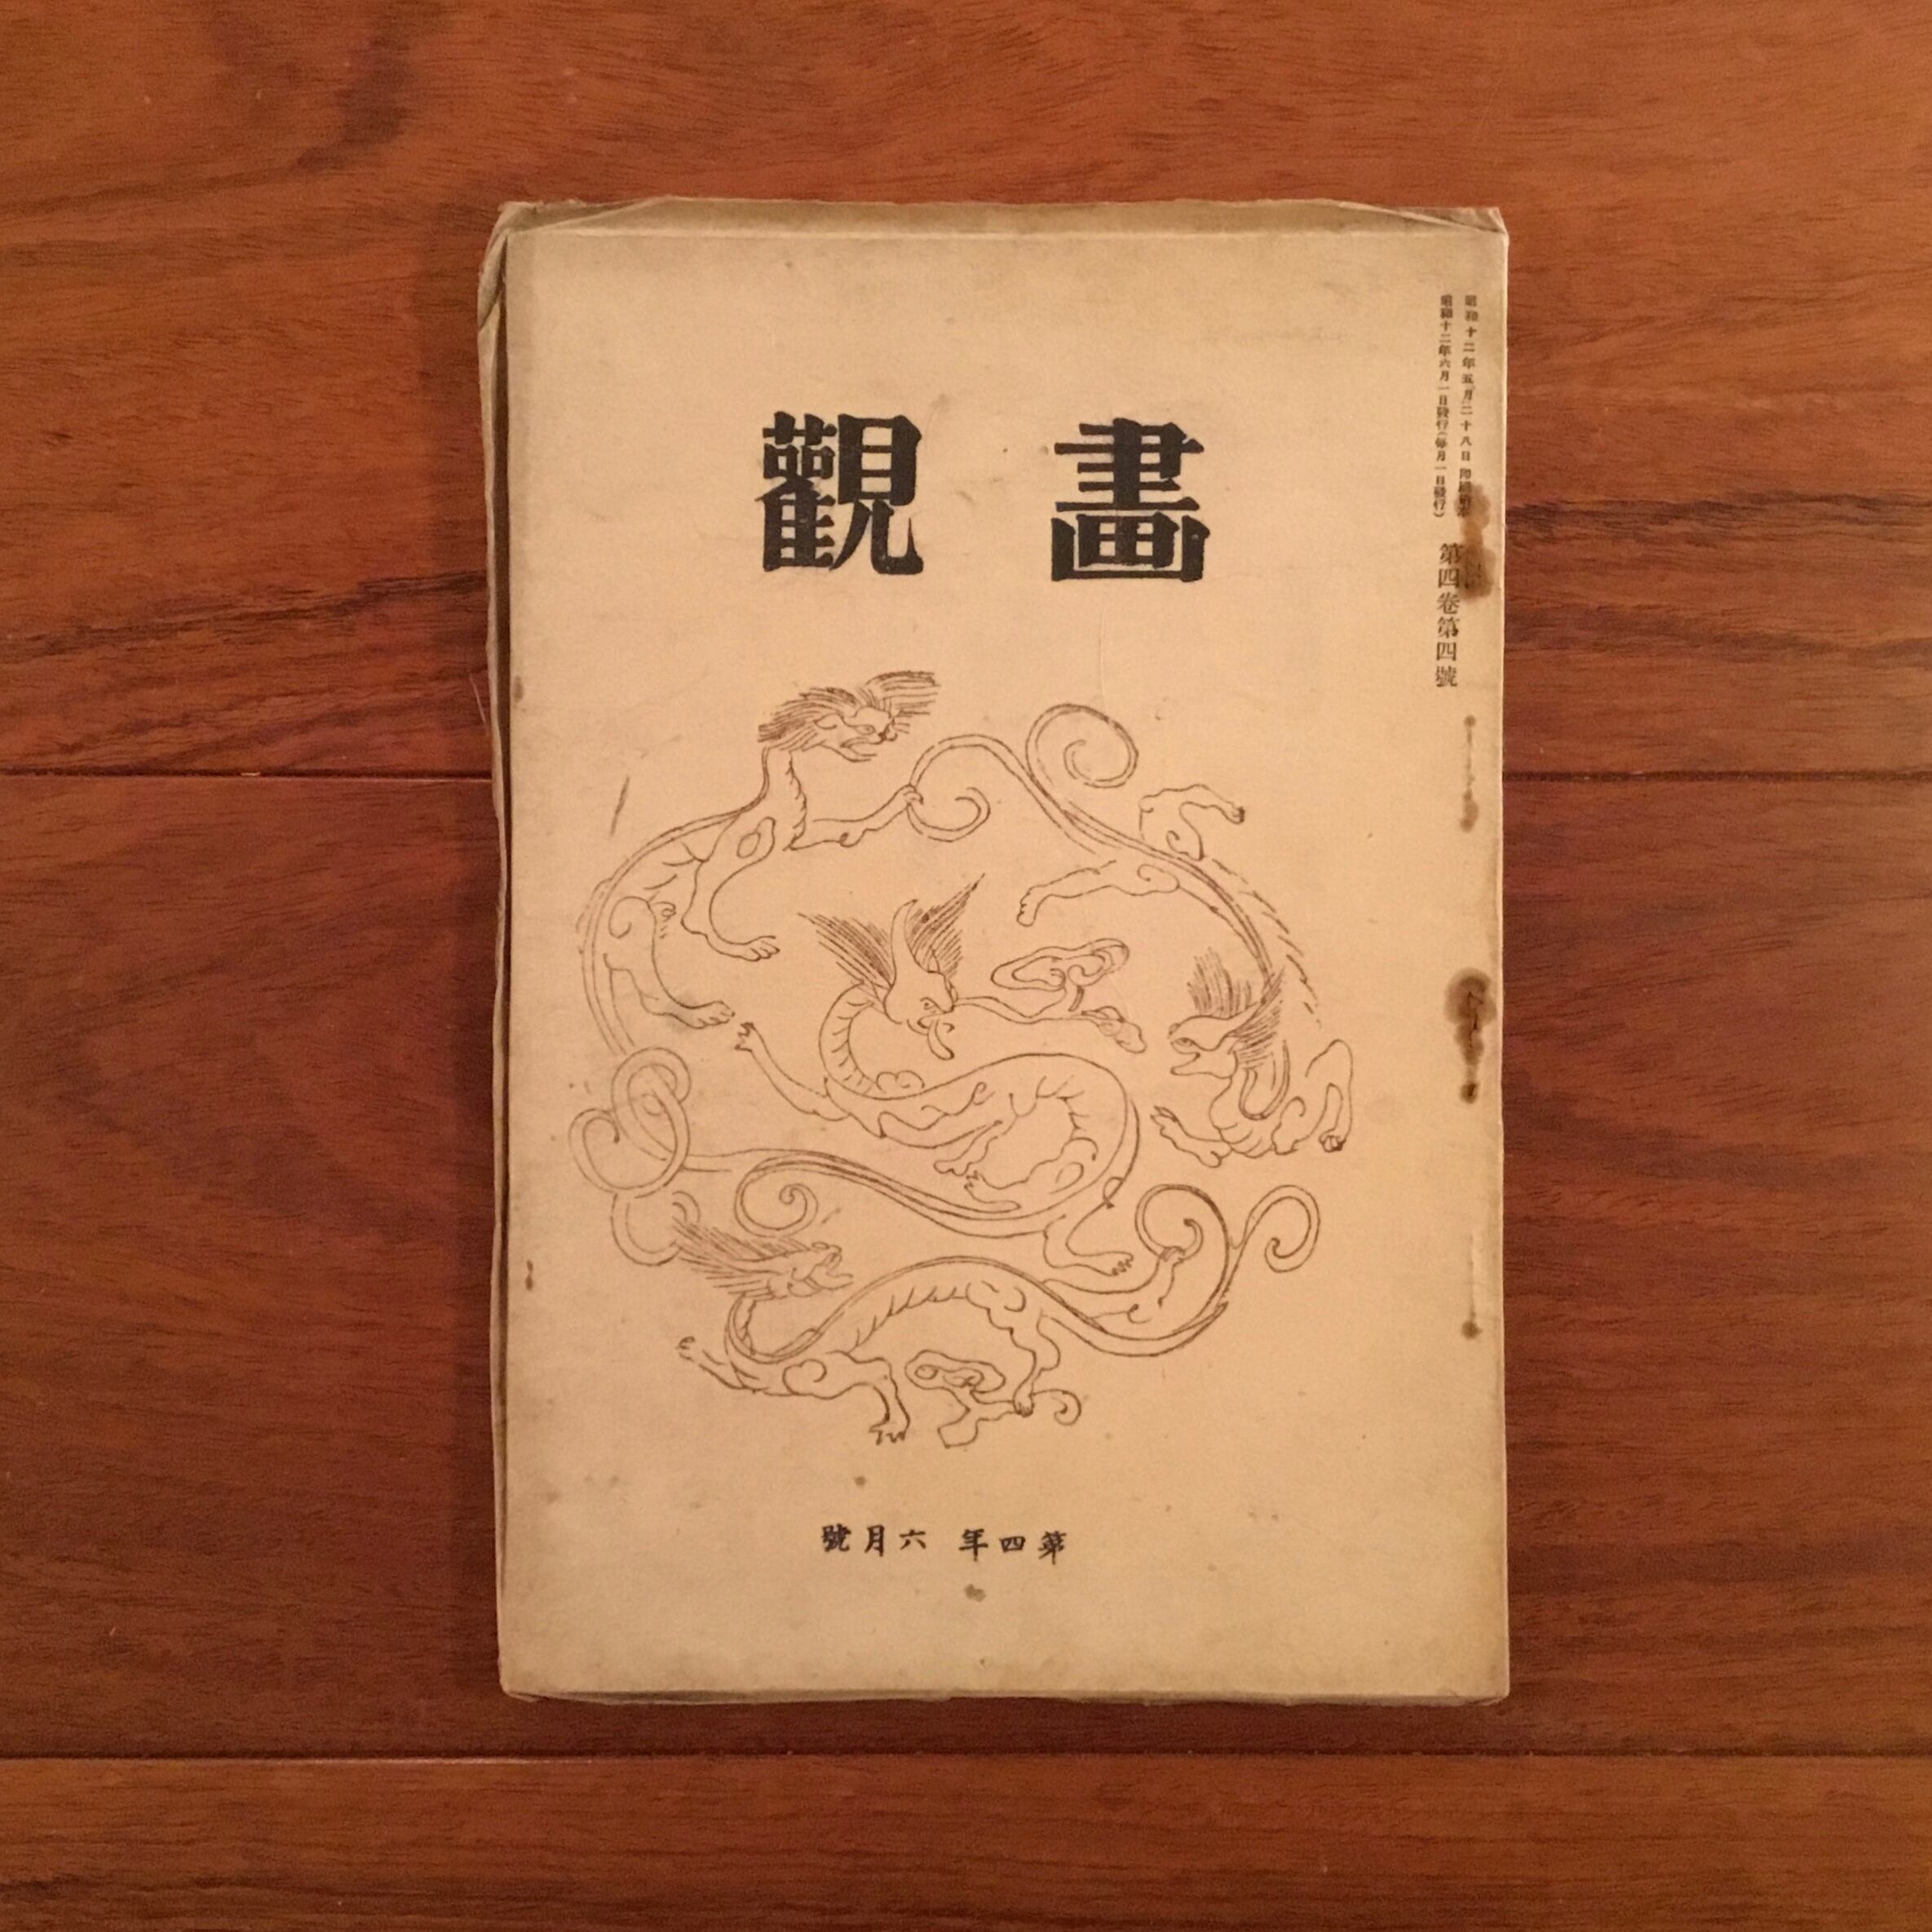 昭和十二年五月二十八日 印刷納本
昭和十二年六月一日發行(每月一日發行) 第四卷第四號
畫觀
第四年 六月號